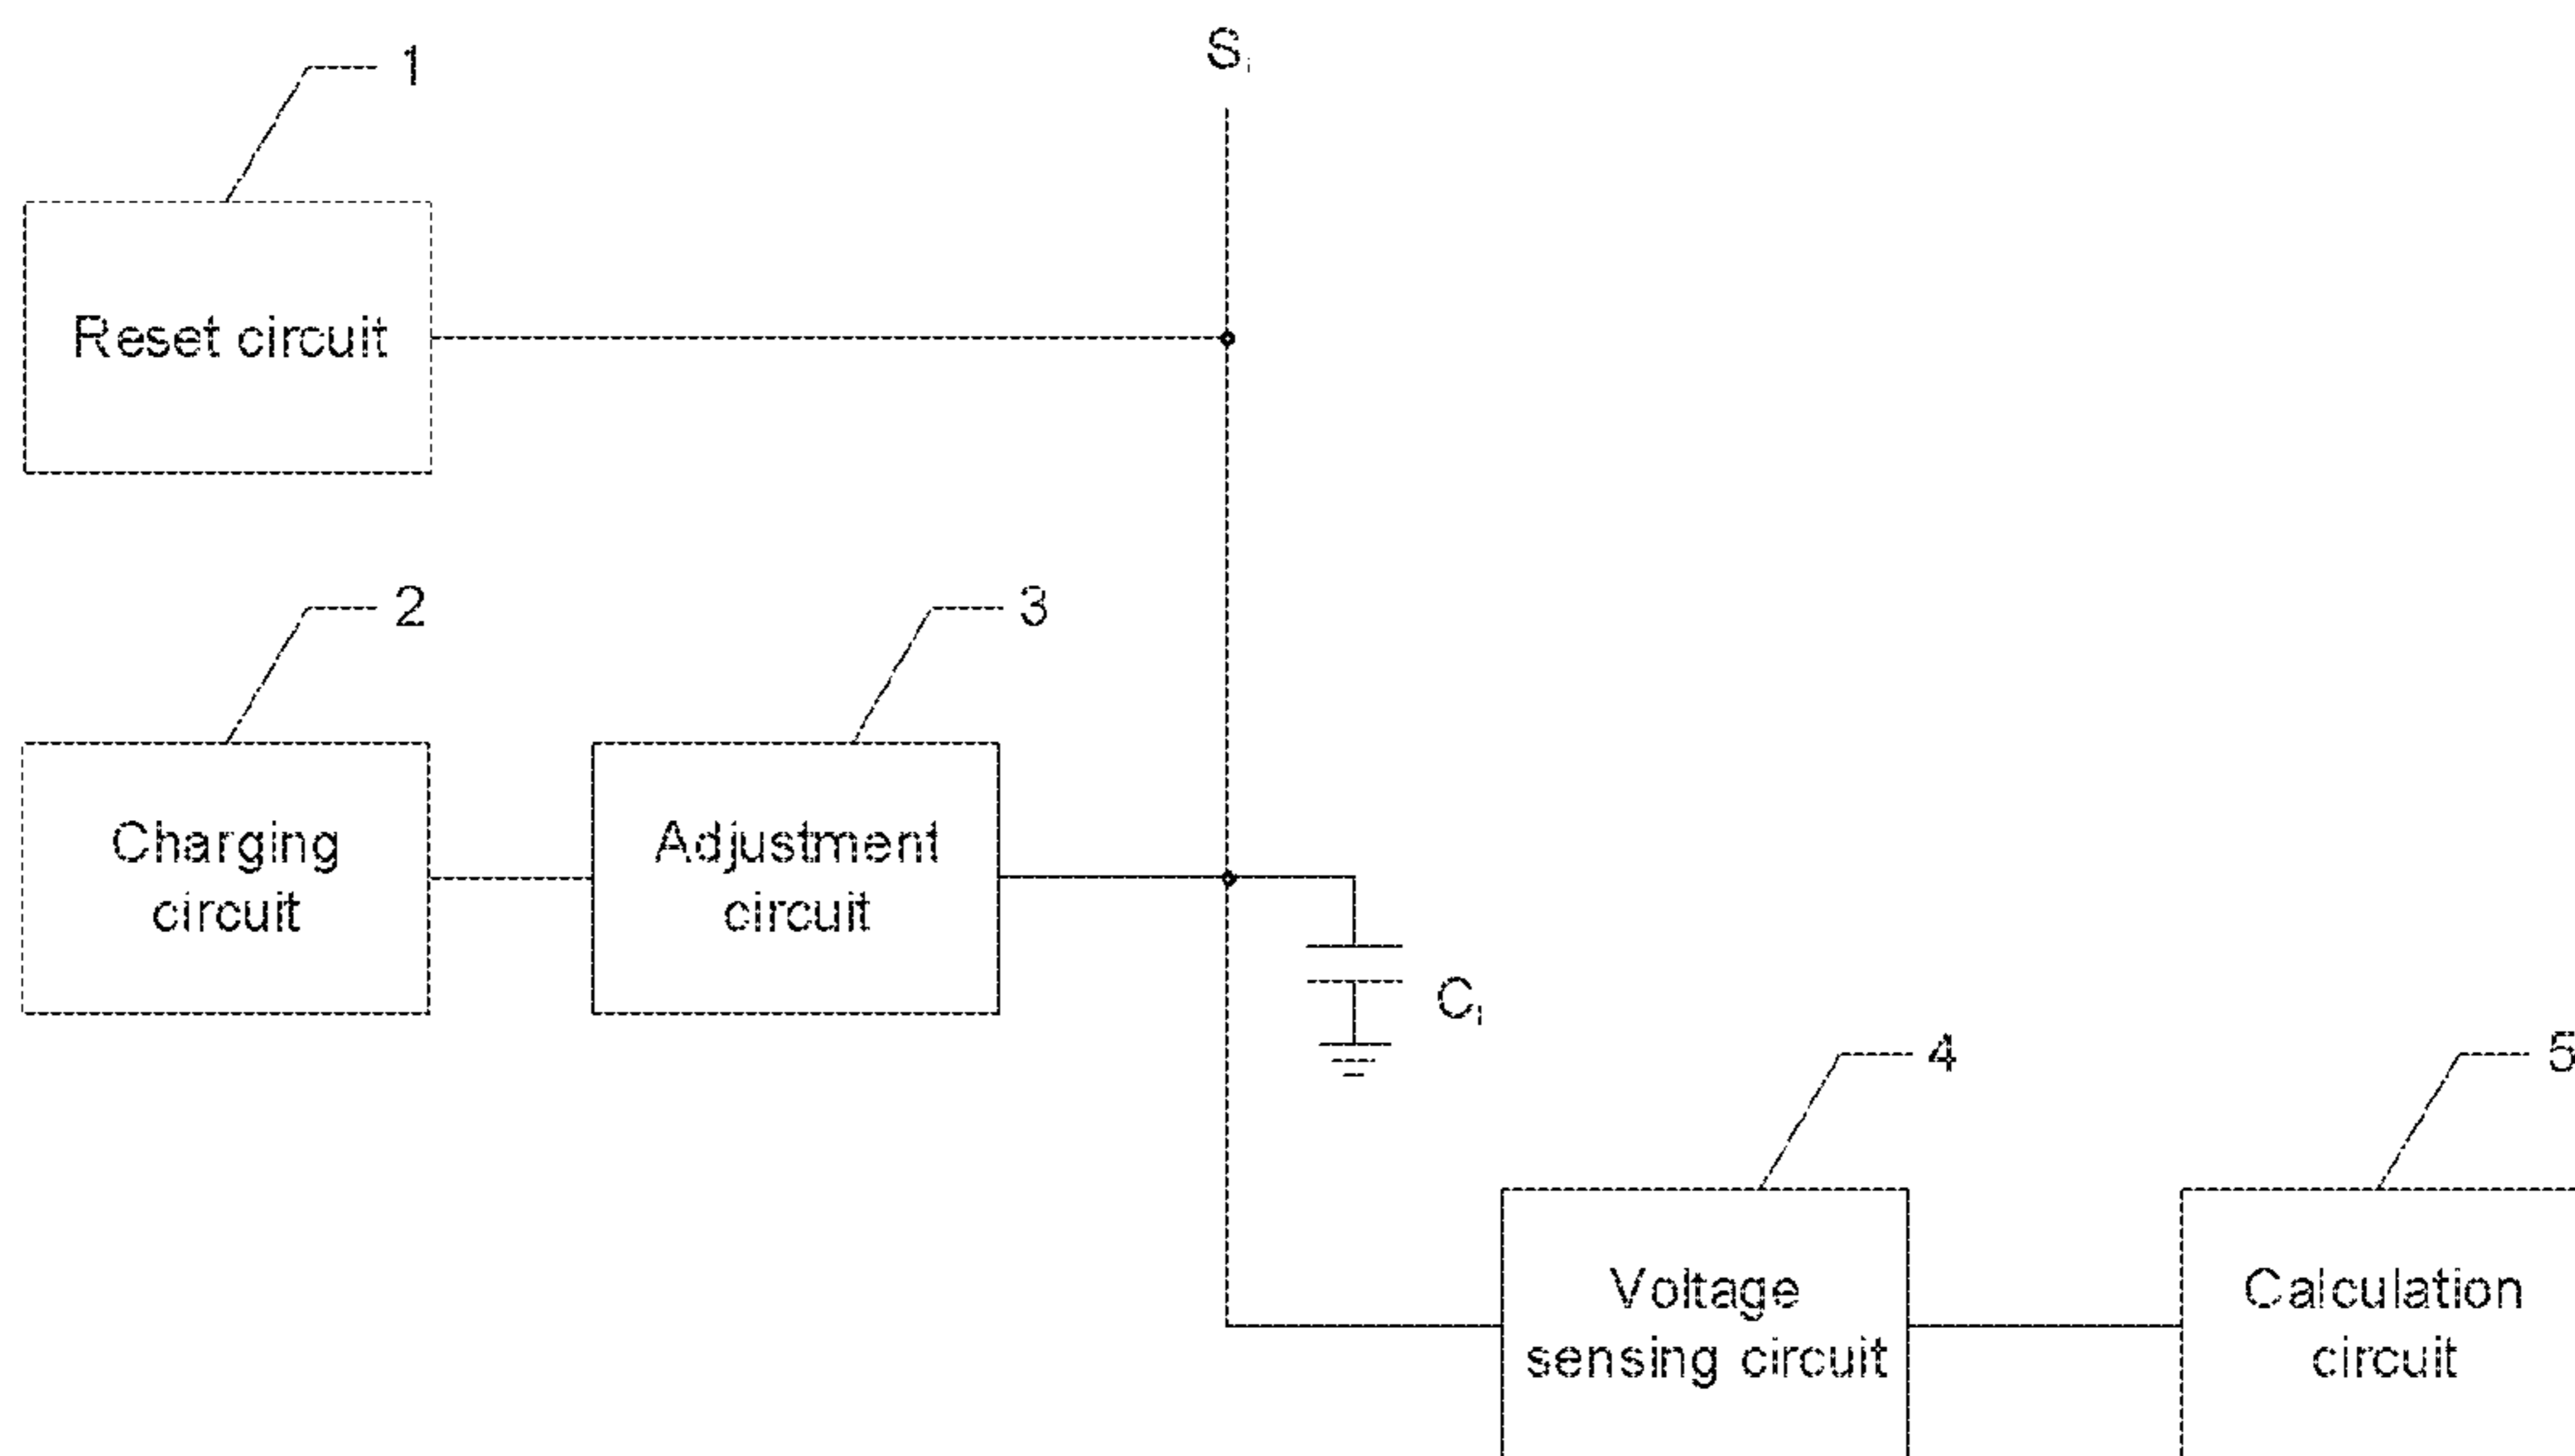 1
Sᵢ
Reset circuit
2
3
Charging
circuit
Adjustment
circuit
Cᵢ
4
5
Voltage
sensing circuit
Calculation
circuit